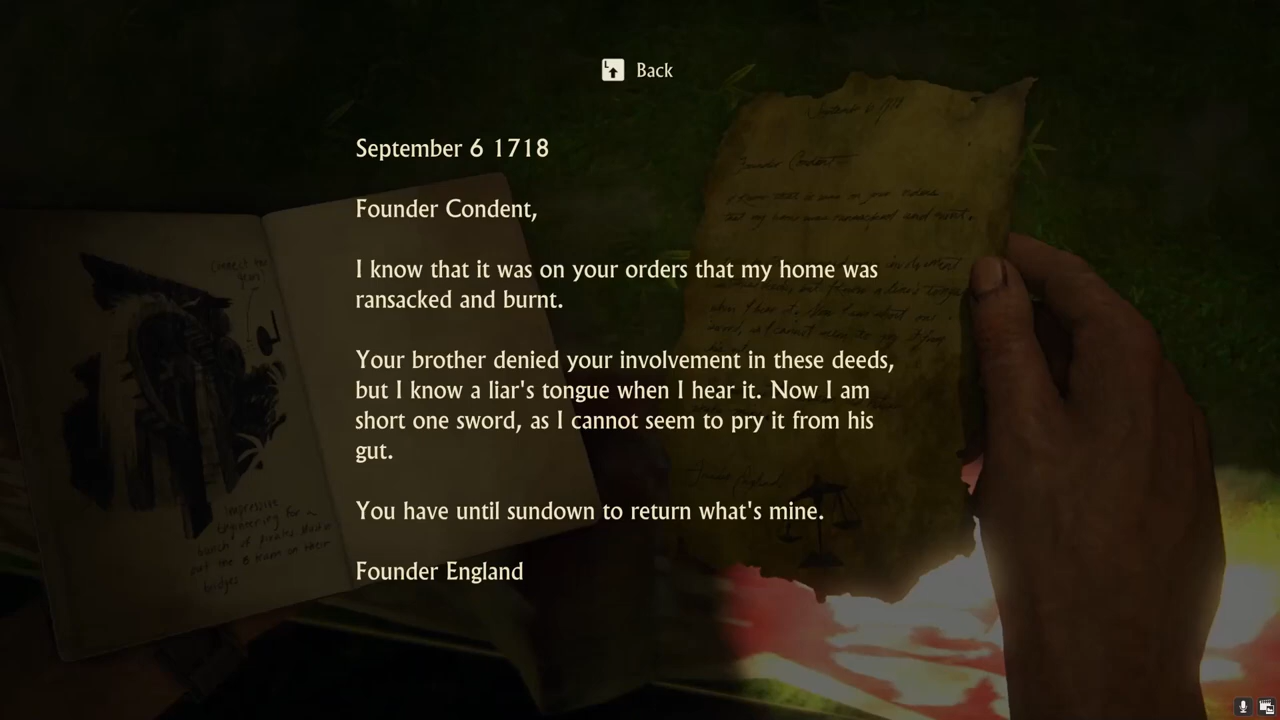 Back
September 6 1718
Founder Condent,
I know that it was on your orders that my home was
ransacked and burnt.
Your brother denied your involvement in these deeds,
but I know a liar's tongue when I hear it. Now I am
short one sword, as I cannot seem to pry it from his
gut.
You have until sundown to return what's mine.
Founder England